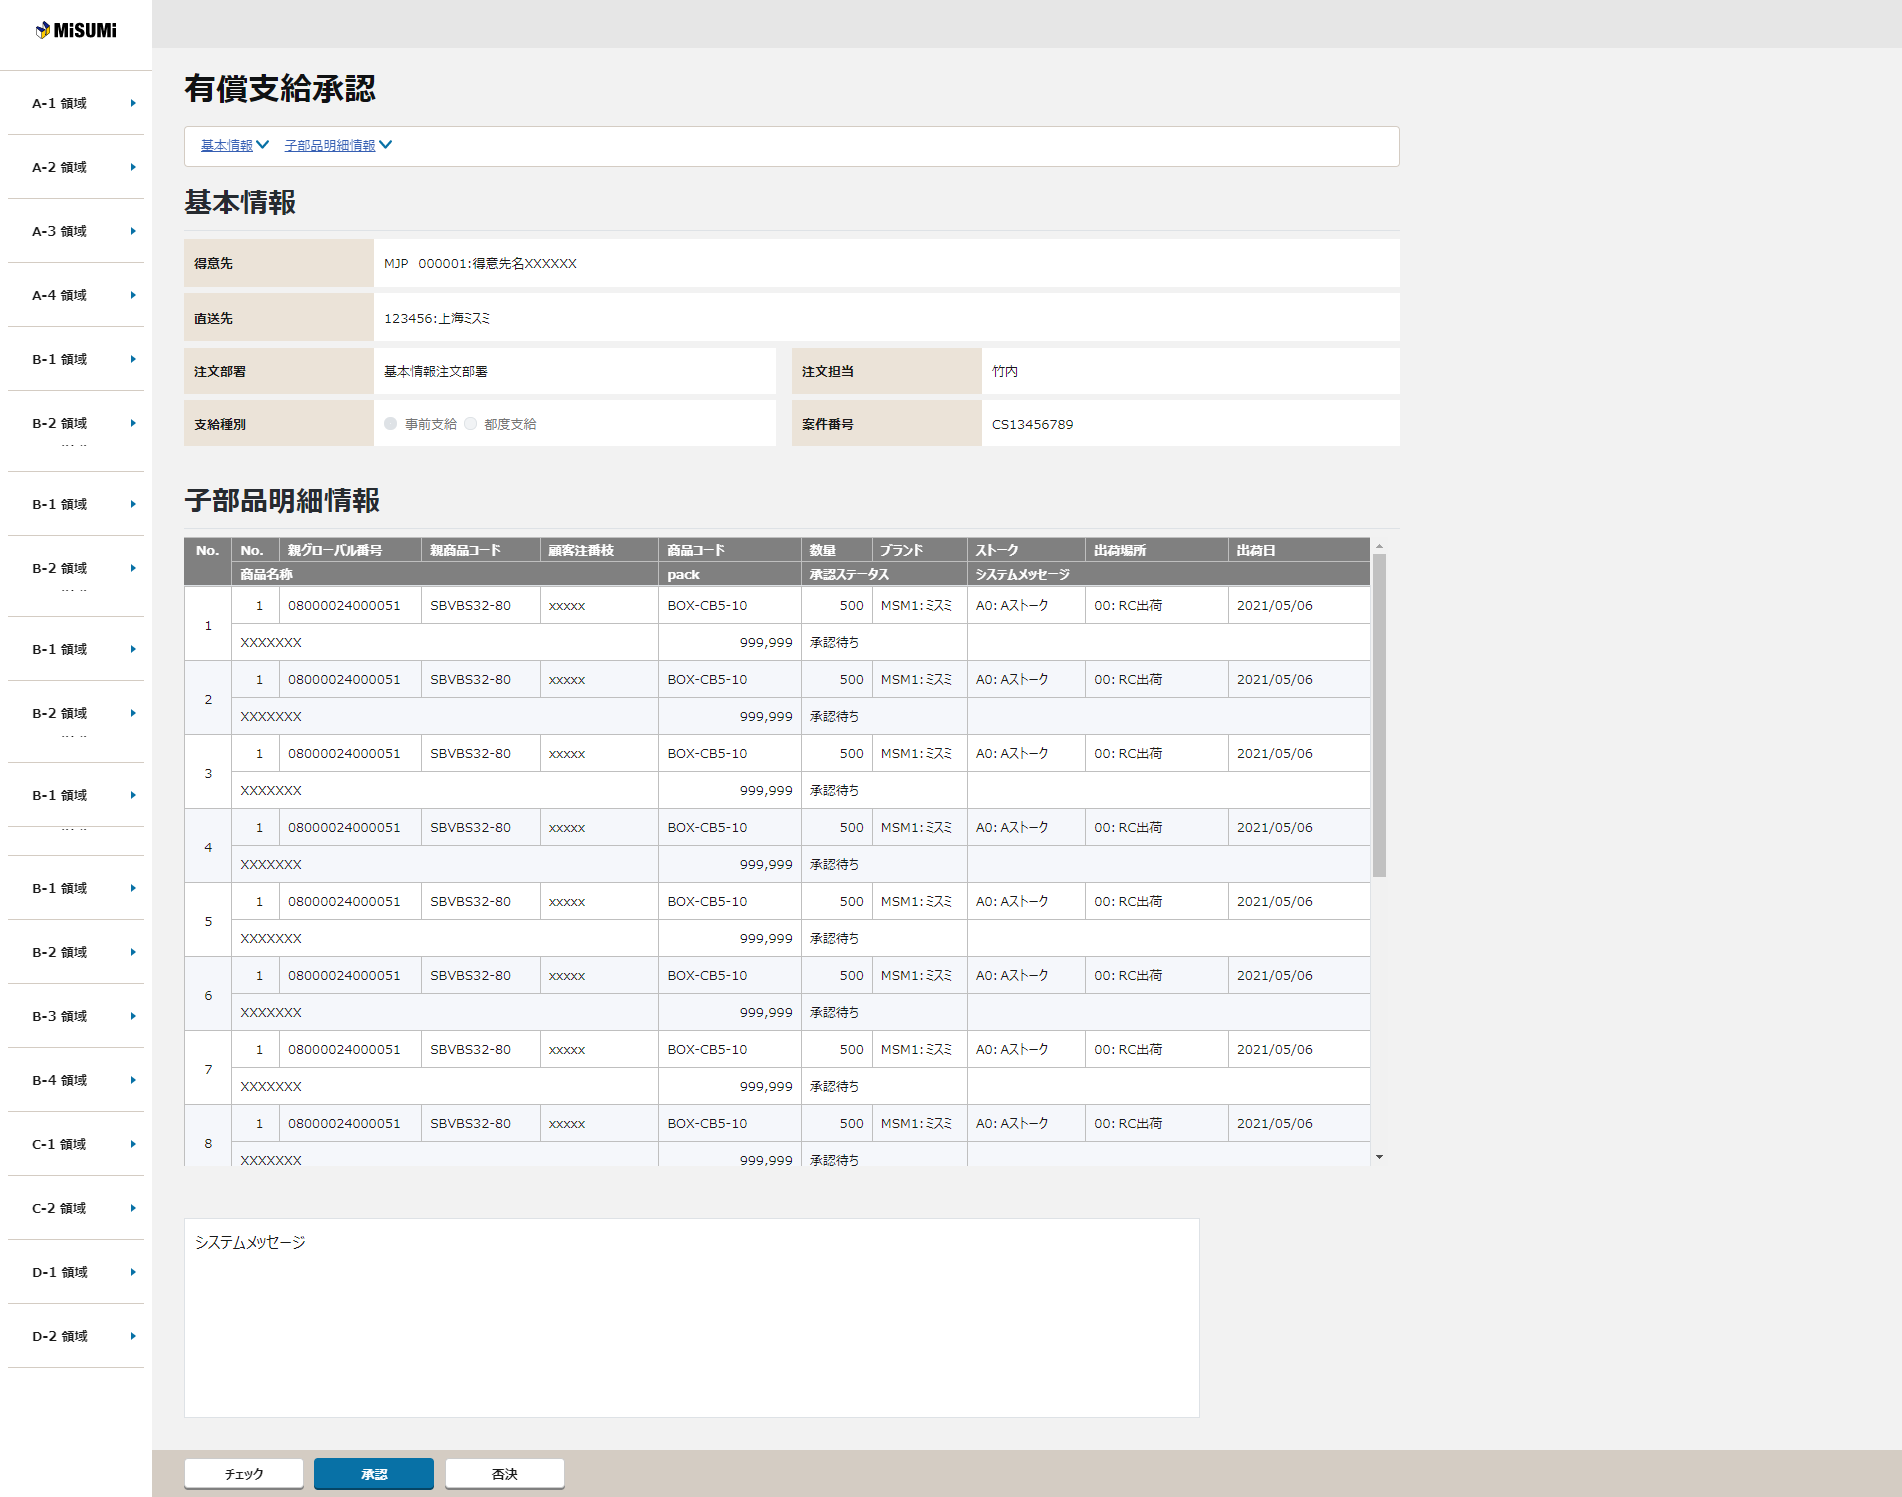 MiSUMi
A-1 領域
A-2 領域
A-3 領域
A-4 領域
B-1 領域
B-2 領域
B-1 領域
B-2 領域
B-1 領域
B-2 領域
B-1 領域
B-1 領域
B-2 領域
B-3 領域
B-4 領域
C-1 領域
C-2 領域
D-1 領域
D-2 領域
有償支給承認
基本情報 子部品明細情報
基本情報
得意先 MJP 000001:得意先名XXXXXX
直送先 123456:上海ミスミ
注文部署 基本情報注文部署 注文担当 竹内
支給種別 事前支給 都度支給 案件番号 CS13456789
子部品明細情報
No. No. 親グローバル番号 親商品コード 顧客注番枝 商品コード 数量 ブランド ストーク 出荷場所 出荷日
商品名称 pack 承認ステータス システムメッセージ
1 1 08000024000051 SBVBS32-80 xxxxx BOX-CB5-10 500 MSM1:ミスミ A0: Aストーク 00: RC出荷 2021/05/06
XXXXXXX 999,999 承認待ち
2 1 08000024000051 SBVBS32-80 xxxxx BOX-CB5-10 500 MSM1:ミスミ A0: Aストーク 00: RC出荷 2021/05/06
XXXXXXX 999,999 承認待ち
3 1 08000024000051 SBVBS32-80 xxxxx BOX-CB5-10 500 MSM1:ミスミ A0: Aストーク 00: RC出荷 2021/05/06
XXXXXXX 999,999 承認待ち
4 1 08000024000051 SBVBS32-80 xxxxx BOX-CB5-10 500 MSM1:ミスミ A0: Aストーク 00: RC出荷 2021/05/06
XXXXXXX 999,999 承認待ち
5 1 08000024000051 SBVBS32-80 xxxxx BOX-CB5-10 500 MSM1:ミスミ A0: Aストーク 00: RC出荷 2021/05/06
XXXXXXX 999,999 承認待ち
6 1 08000024000051 SBVBS32-80 xxxxx BOX-CB5-10 500 MSM1:ミスミ A0: Aストーク 00: RC出荷 2021/05/06
XXXXXXX 999,999 承認待ち
7 1 08000024000051 SBVBS32-80 xxxxx BOX-CB5-10 500 MSM1:ミスミ A0: Aストーク 00: RC出荷 2021/05/06
XXXXXXX 999,999 承認待ち
8 1 08000024000051 SBVBS32-80 xxxxx BOX-CB5-10 500 MSM1:ミスミ A0: Aストーク 00: RC出荷 2021/05/06
XXXXXXX 999,999 承認待ち
システムメッセージ
チェック 承認 否決